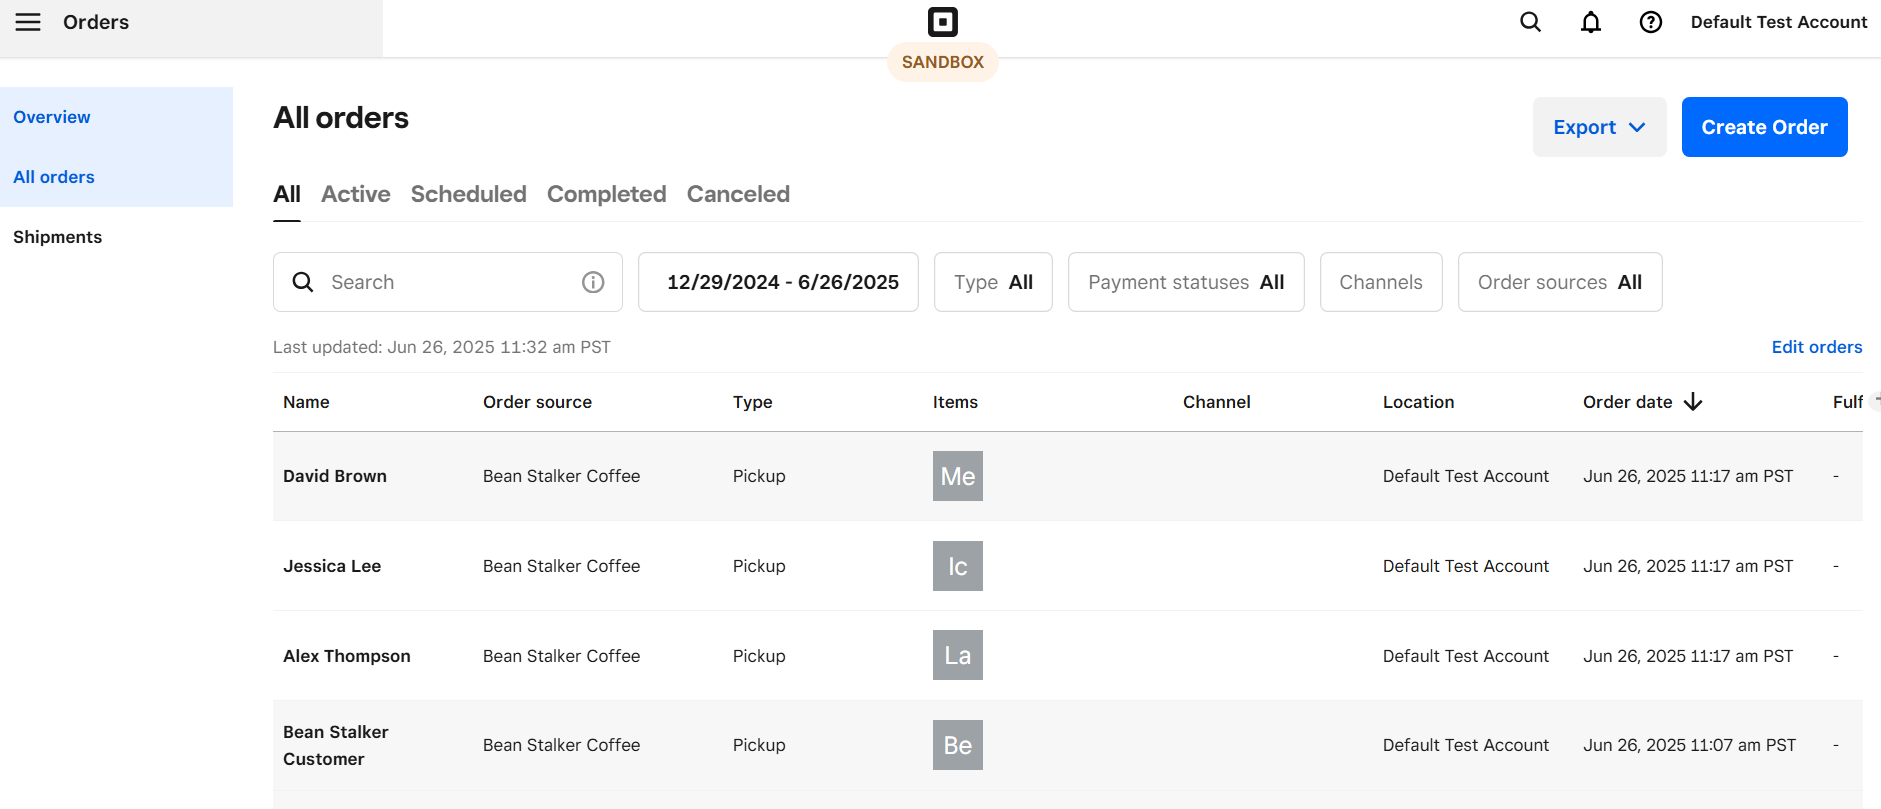 Orders
SANDBOX
Default Test Account
Overview
All orders
Shipments
All orders
Export
Create Order
All Active Scheduled Completed Canceled
Search
12/29/2024 - 6/26/2025
Type All
Payment statuses All
Channels
Order sources All
Last updated: Jun 26, 2025 11:32 am PST
Edit orders
Name Order source Type Items Channel Location Order date Fulf
David Brown Bean Stalker Coffee Pickup Me Default Test Account Jun 26, 2025 11:17 am PST -
Jessica Lee Bean Stalker Coffee Pickup Ic Default Test Account Jun 26, 2025 11:17 am PST -
Alex Thompson Bean Stalker Coffee Pickup La Default Test Account Jun 26, 2025 11:17 am PST -
Bean Stalker
Customer Bean Stalker Coffee Pickup Be Default Test Account Jun 26, 2025 11:07 am PST -